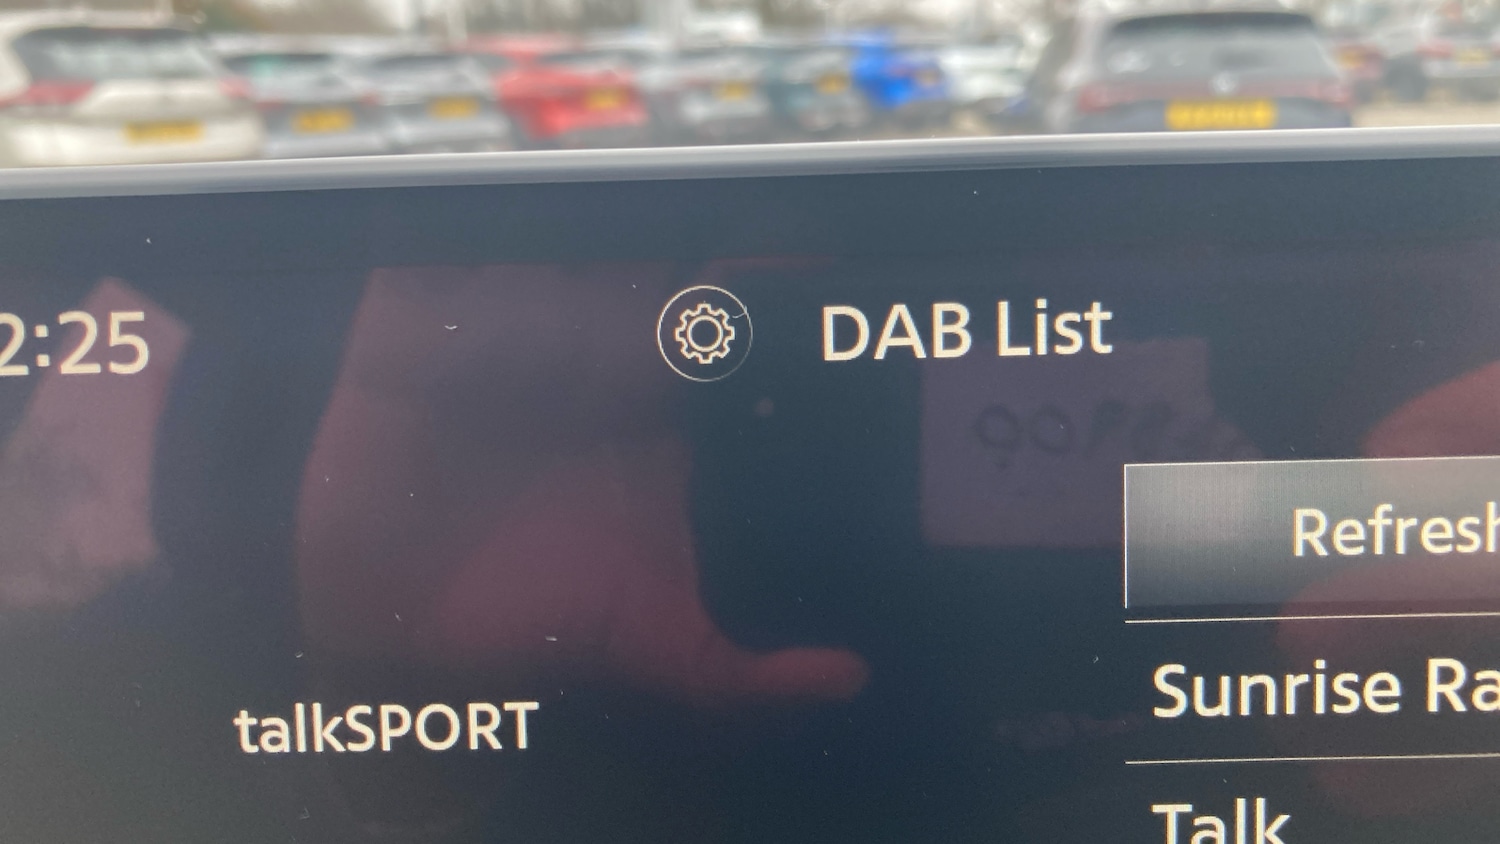 2:25
DAB List
Refresh
Sunrise Ra
talkSPORT
Talk